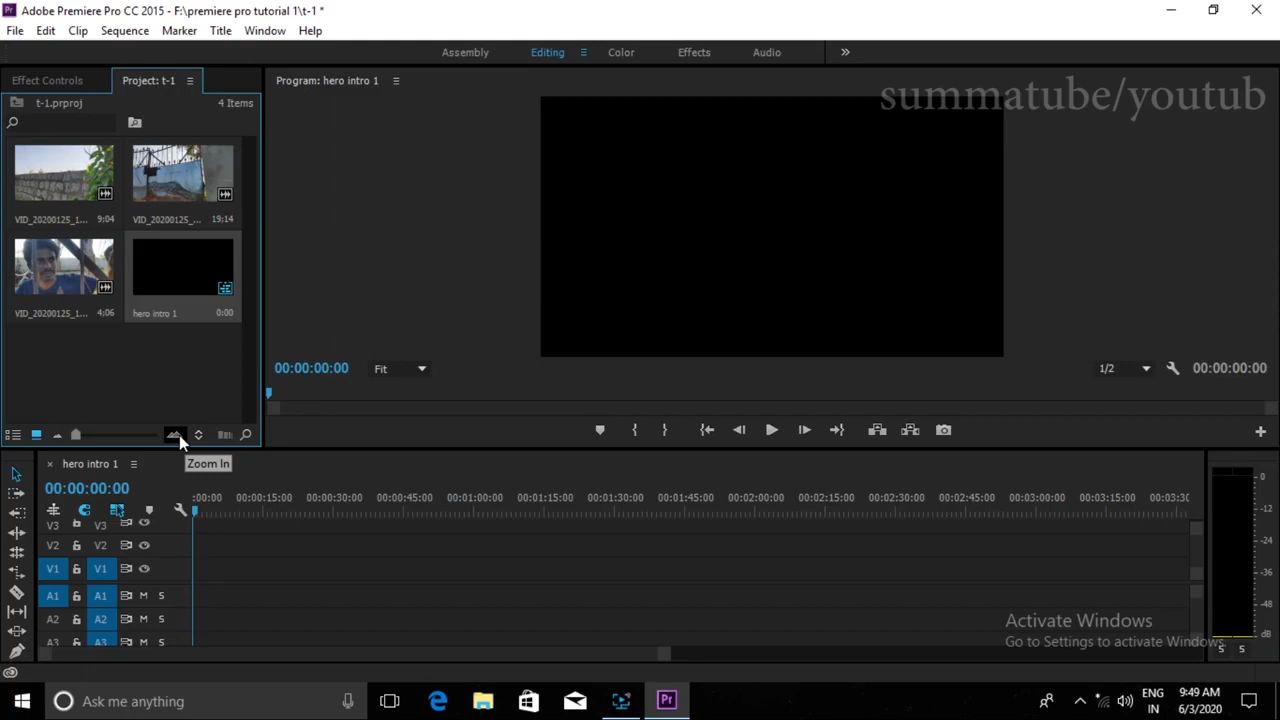 Adobe Premiere Pro CC 2015 - F:\premiere pro tutorial 1\t-1 *
File Edit Clip Sequence Marker Title Window Help
Assembly Editing Color Effects Audio
Effect Controls Project: t-1 Program: hero intro 1
summatube/youtub
t-1.prproj 4 Items
VID_20200125_1... 9:04 VID_20200125_... 19:14
VID_20200125_1... 4;06 hero intro 1 0:00
00:00:00:00 Fit 1/2 00:00:00:00
Zoom In
hero intro 1
00:00:00:00
:00:00 00:00:15:00 00:00:30:00 00:00:45:00 00:01:00:00 00:01:15:00 00:01:30:00 00:01:45:00 00:02:00:00 00:02:15:00 00:02:30:00 00:02:45:00 00:03:00:00 00:03:15:00 00:03:30
V3 V3
V2 V2
V1 V1
A1 A1 M S
A2 A2 M S
A3 A3 M S
0
-12
-24
-36
-48
dB
S S
Activate Windows
Go to Settings to activate Windows.
Pr
Ask me anything
ENG
IN
9:49 AM
6/3/2020